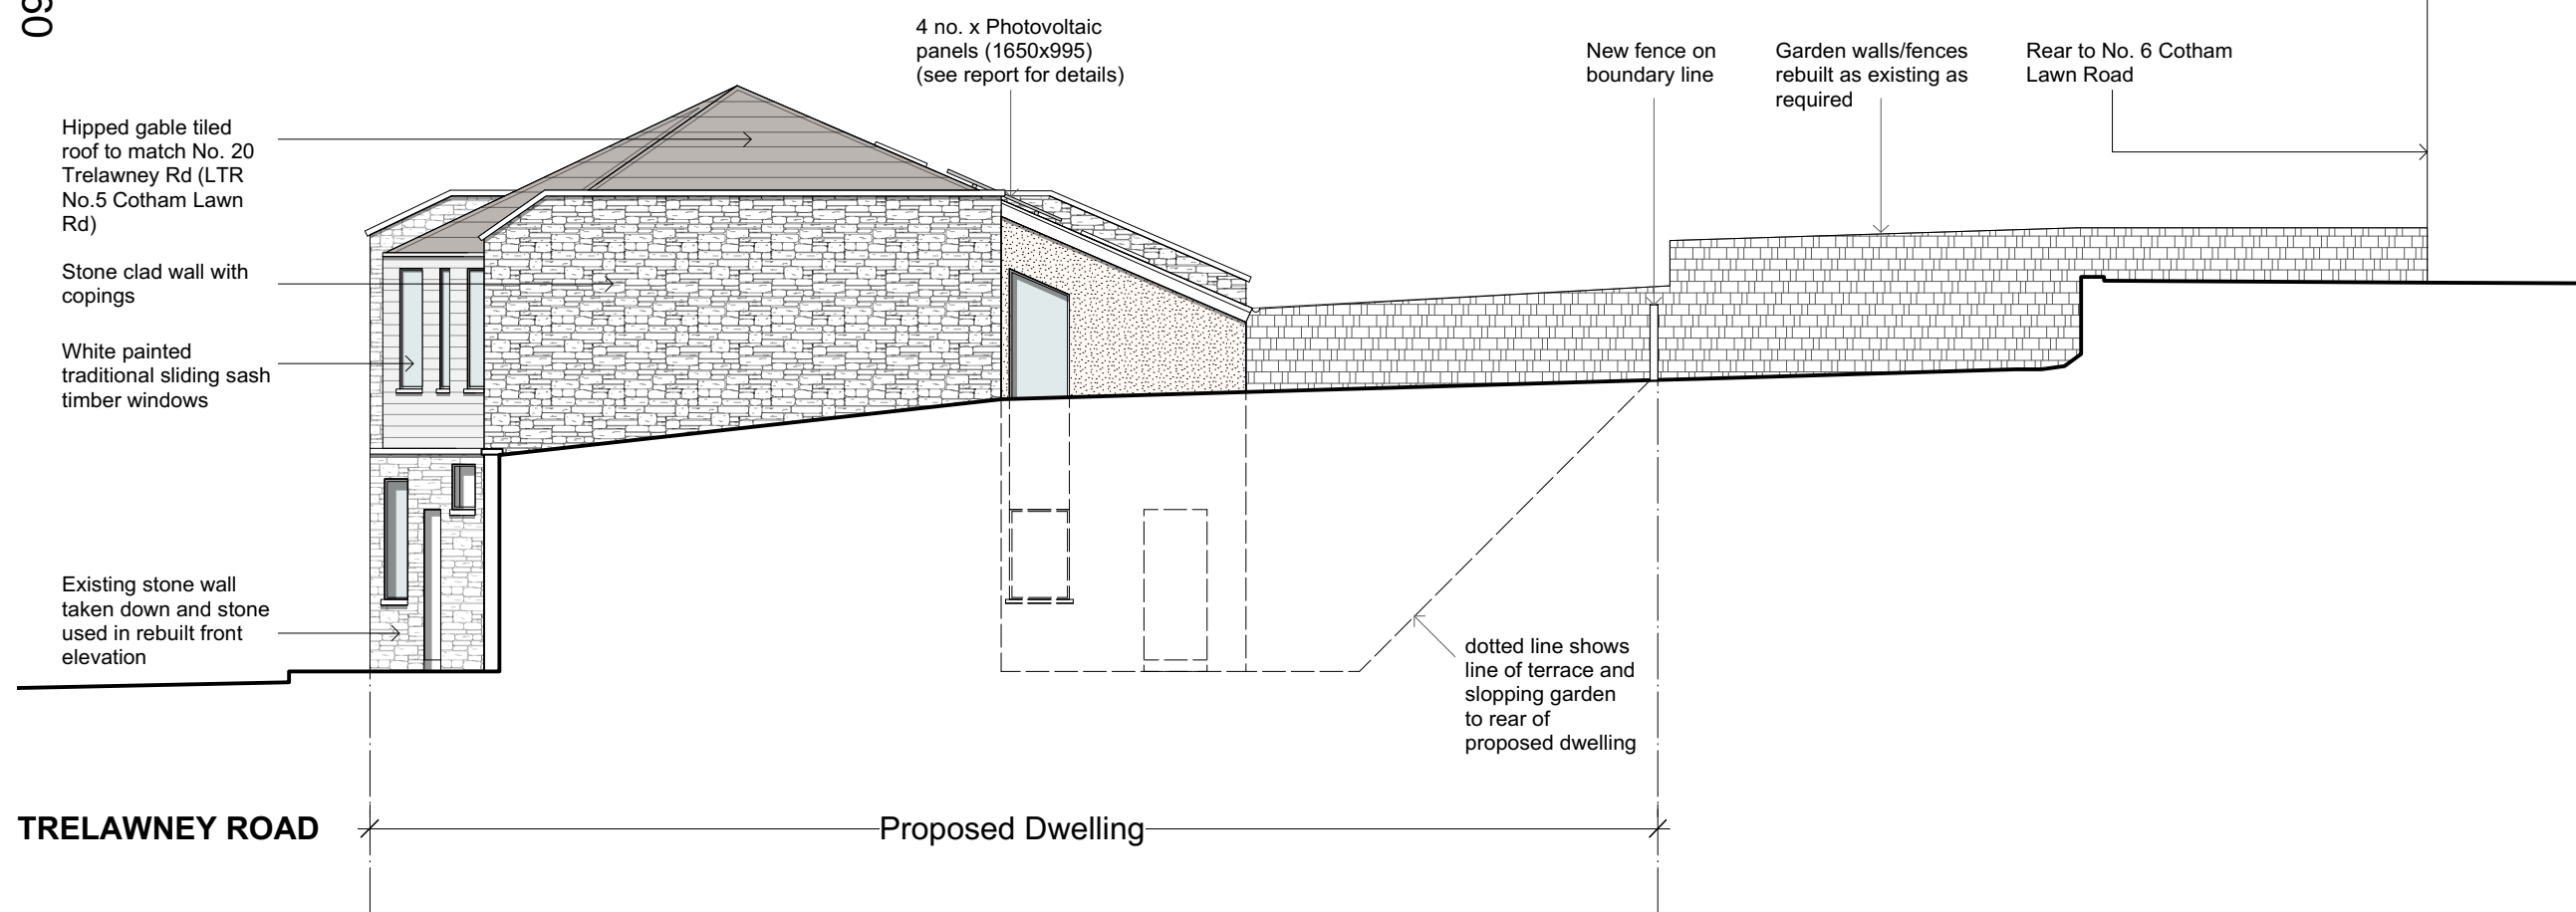 60
4 no. x Photovoltaic
panels (1650x995)
(see report for details)
New fence on
boundary line
Garden walls/fences
rebuilt as existing as
required
Rear to No. 6 Cotham
Lawn Road
Hipped gable tiled
roof to match No. 20
Trelawney Rd (LTR
No.5 Cotham Lawn
Rd)
Stone clad wall with
copings
White painted
traditional sliding sash
timber windows
Existing stone wall
taken down and stone
used in rebuilt front
elevation
dotted line shows
line of terrace and
slopping garden
to rear of
proposed dwelling
TRELAWNEY ROAD
Proposed Dwelling